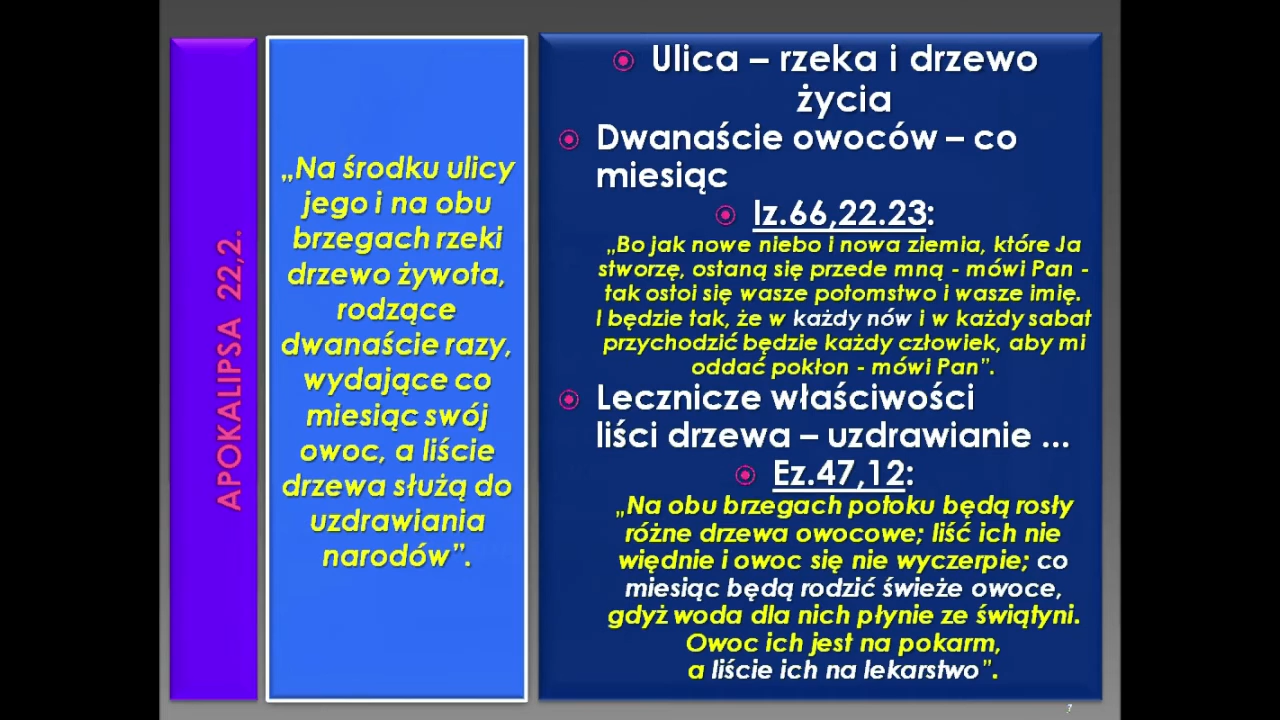 APOKALIPSA 22,2.
„Na środku ulicy
jego i na obu
brzegach rzeki
drzewo żywota,
rodzące
dwanaście razy,
wydające co
miesiąc swój
owoc, a liście
drzewa służą do
uzdrawiania
narodów”.
Ulica – rzeka i drzewo
życia
Dwanaście owoców – co
miesiąc
Iz.66,22.23:
„Bo jak nowe niebo i nowa ziemia, które Ja
stworzę, ostaną się przede mną - mówi Pan -
tak ostoi się wasze potomstwo i wasze imię.
I będzie tak, że w każdy nów i w każdy sabat
przychodzić będzie każdy człowiek, aby mi
oddać pokłon - mówi Pan”.
Lecznicze właściwości
liści drzewa – uzdrawianie ...
Ez.47,12:
„Na obu brzegach potoku będą rosły
różne drzewa owocowe; liść ich nie
więdnie i owoc się nie wyczerpie; co
miesiąc będą rodzić świeże owoce,
gdyż woda dla nich płynie ze świątyni.
Owoc ich jest na pokarm,
a liście ich na lekarstwo”.
7